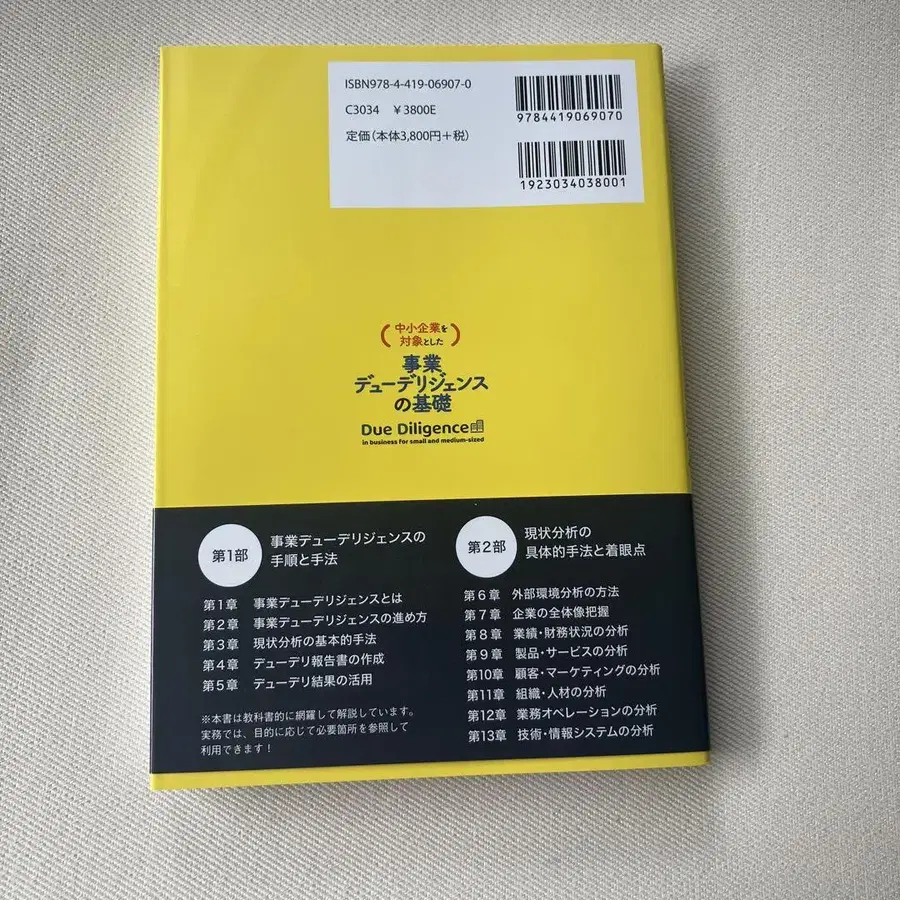 ISBN978-4-419-06907-0
C3034 ¥3800E
定価(本体3,800円+税)
9784419069070
1923034038001
(中小企業を
対象とした)
事業
デューデリジェンス
の基礎
Due Diligence
in business for small and medium-sized
第1部
事業デューデリジェンスの
手順と手法
第1章 事業デューデリジェンスとは
第2章 事業デューデリジェンスの進め方
第3章 現状分析の基本的手法
第4章 デューデリ報告書の作成
第5章 デューデリ結果の活用
※本書は教科書的に網羅して解説しています。
実務では、目的に応じて必要箇所を参照して
利用できます!
第2部
現状分析の
具体的手法と着眼点
第6章 外部環境分析の方法
第7章 企業の全体像把握
第8章 業績・財務状況の分析
第9章 製品・サービスの分析
第10章 顧客・マーケティングの分析
第11章 組織・人材の分析
第12章 業務オペレーションの分析
第13章 技術・情報システムの分析